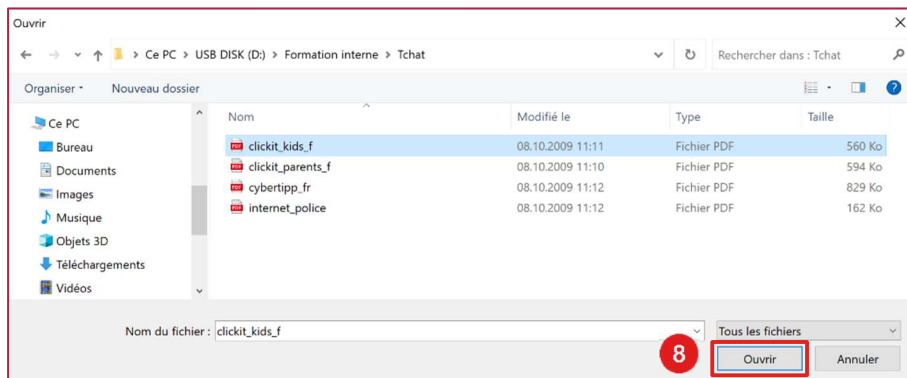 Ouvrir
Ce PC > USB DISK (D:) > Formation interne > Tchat
Rechercher dans : Tchat
Organiser
Nouveau dossier
Nom
Modifié le
Type
Taille
Ce PC
Bureau
Documents
Images
Musique
Objets 3D
Téléchargements
Vidéos
clickit_kids_f 08.10.2009 11:11 Fichier PDF 560 Ko
clickit_parents_f 08.10.2009 11:10 Fichier PDF 594 Ko
cybertipp_fr 08.10.2009 11:12 Fichier PDF 829 Ko
internet_police 08.10.2009 11:12 Fichier PDF 162 Ko
Nom du fichier : clickit_kids_f
Tous les fichiers
8
Ouvrir
Annuler